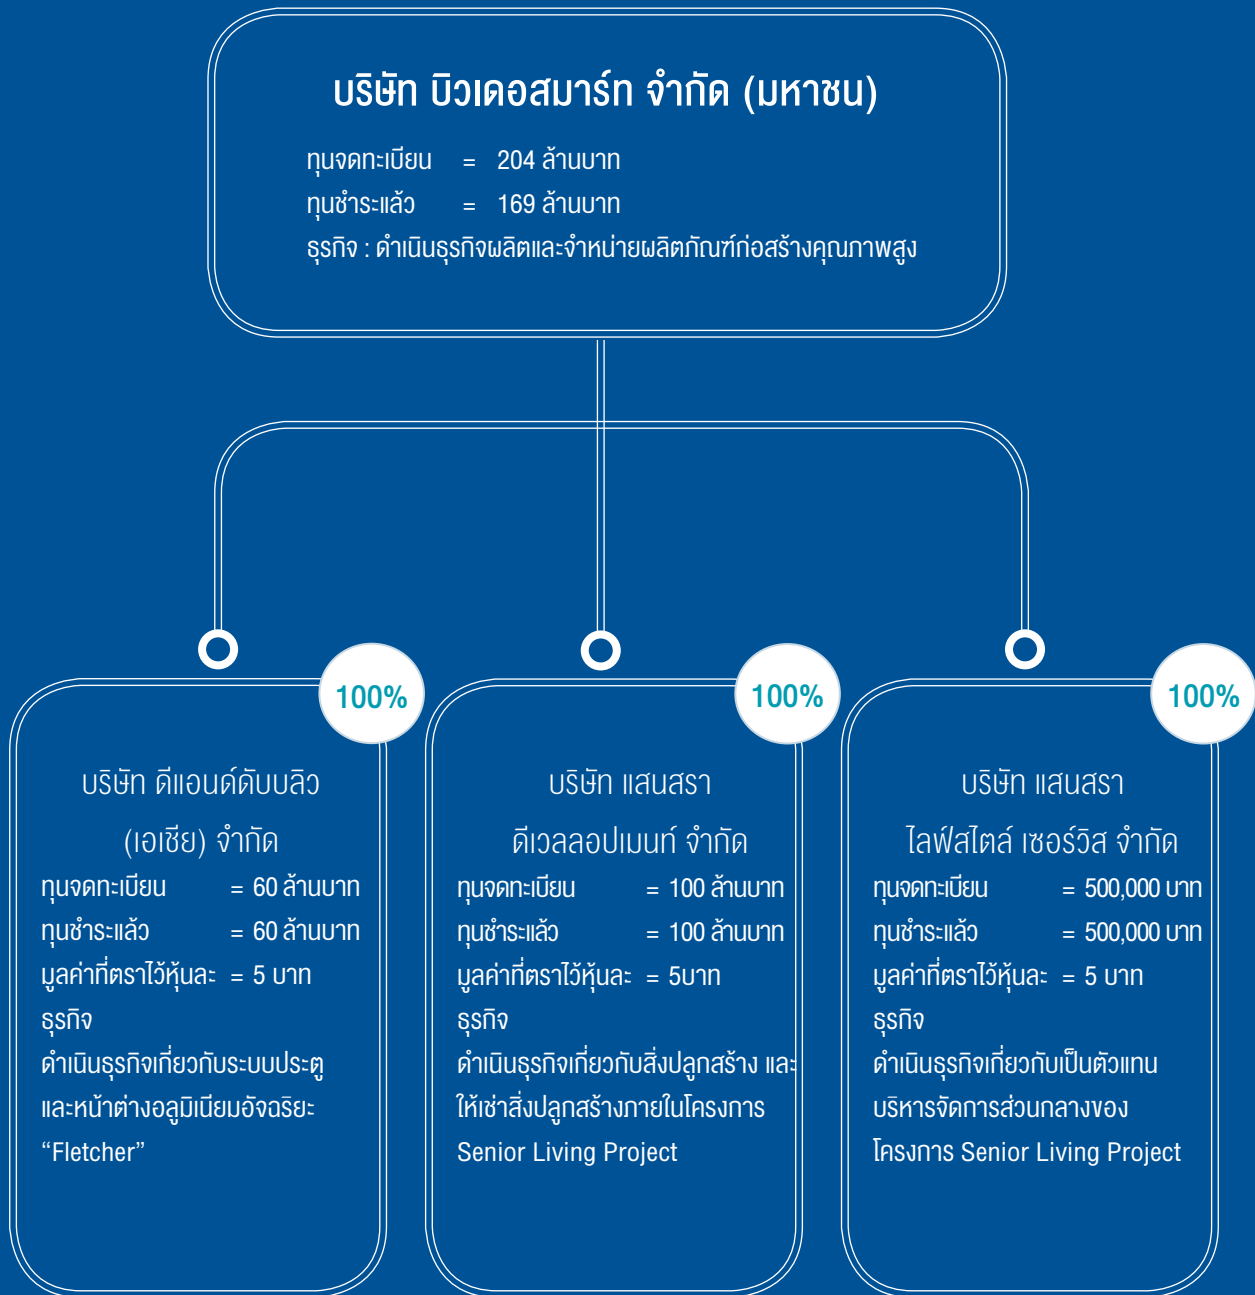 บริษัท บิวเดอสมาร์ท จำกัด (มหาชน)
ทุนจดทะเบียน = 204 ล้านบาท
ทุนชำระแล้ว = 169 ล้านบาท
ธุรกิจ : ดำเนินธุรกิจผลิตและจำหน่ายผลิตภัณฑ์ก่อสร้างคุณภาพสูง
100%
บริษัท ดีแอนด์ดับบลิว
(เอเชีย) จำกัด
ทุนจดทะเบียน = 60 ล้านบาท
ทุนชำระแล้ว = 60 ล้านบาท
มูลค่าที่ตราไว้หุ้นละ = 5 บาท
ธุรกิจ
ดำเนินธุรกิจเกี่ยวกับระบบประตู
และหน้าต่างอลูมิเนียมอัจฉริยะ
“Fletcher”
100%
บริษัท แสนสรา
ดีเวลลอปเมนท์ จำกัด
ทุนจดทะเบียน = 100 ล้านบาท
ทุนชำระแล้ว = 100 ล้านบาท
มูลค่าที่ตราไว้หุ้นละ = 5บาท
ธุรกิจ
ดำเนินธุรกิจเกี่ยวกับสิ่งปลูกสร้าง และ
ให้เช่าสิ่งปลูกสร้างภายในโครงการ
Senior Living Project
100%
บริษัท แสนสรา
ไลฟ์สไตล์ เซอร์วิส จำกัด
ทุนจดทะเบียน = 500,000 บาท
ทุนชำระแล้ว = 500,000 บาท
มูลค่าที่ตราไว้หุ้นละ = 5 บาท
ธุรกิจ
ดำเนินธุรกิจเกี่ยวกับเป็นตัวแทน
บริหารจัดการส่วนกลางของ
โครงการ Senior Living Project